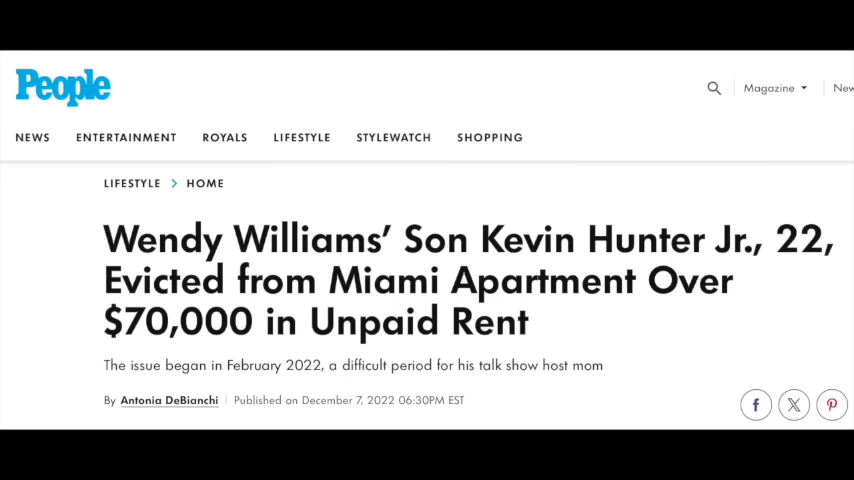 People
Magazine
New
NEWS ENTERTAINMENT ROYALS LIFESTYLE STYLEWATCH SHOPPING
LIFESTYLE > HOME
Wendy Williams' Son Kevin Hunter Jr., 22,
Evicted from Miami Apartment Over
$70,000 in Unpaid Rent
The issue began in February 2022, a difficult period for his talk show host mom
By Antonia DeBianchi Published on December 7, 2022 06:30PM EST